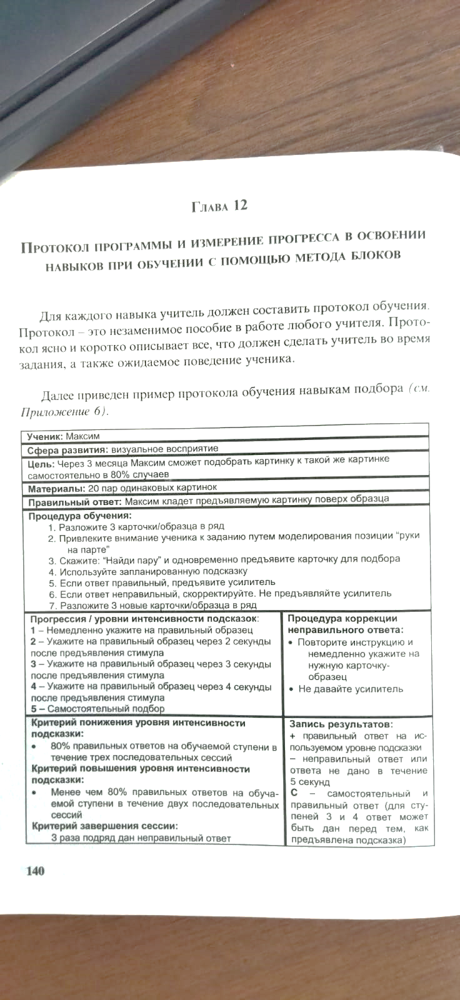 Глава 12
Протокол программы и измерение прогресса в освоении
навыков при обучении с помощью метода блоков
Для каждого навыка учитель должен составить протокол обучения.
Протокол – это незаменимое пособие в работе любого учителя. Прото-
кол ясно и коротко описывает все, что должен сделать учитель во время
задания, а также ожидаемое поведение ученика.
Далее приведен пример протокола обучения навыкам подбора (см.
Приложение 6).
Ученик: Максим
Сфера развития: визуальное восприятие
Цель: Через 3 месяца Максим сможет подобрать картинку к такой же картинке
самостоятельно в 80% случаев
Материалы: 20 пар одинаковых картинок
Правильный ответ: Максим кладет предъявляемую картинку поверх образца
Процедура обучения:
1. Разложите 3 карточки/образца в ряд
2. Привлеките внимание ученика к заданию путем моделирования позиции “руки
на парте”
3. Скажите: “Найди пару” и одновременно предъявите карточку для подбора
4. Используйте запланированную подсказку
5. Если ответ правильный, предъявите усилитель
6. Если ответ неправильный, скорректируйте. Не предъявляйте усилитель
7. Разложите 3 новые карточки/образца в ряд
Прогрессия / уровни интенсивности подсказок:
1 – Немедленно укажите на правильный образец
2 – Укажите на правильный образец через 2 секунды
после предъявления стимула
3 – Укажите на правильный образец через 3 секунды
после предъявления стимула
4 – Укажите на правильный образец через 4 секунды
после предъявления стимула
5 – Самостоятельный подбор
Процедура коррекции
неправильного ответа:
• Повторите инструкцию и
немедленно укажите на
нужную карточку-
образец
• Не давайте усилитель
Критерий понижения уровня интенсивности
подсказки:
• 80% правильных ответов на обучаемой ступени в
течение трех последовательных сессий
Критерий повышения уровня интенсивности
подсказки:
• Менее чем 80% правильных ответов на обуча-
емой ступени в течение двух последовательных
сессий
Критерий завершения сессии:
3 раза подряд дан неправильный ответ
Запись результатов:
+ правильный ответ на ис-
пользуемом уровне подсказки
– неправильный ответ или
ответа не дано в течение
5 секунд
С – самостоятельный и
правильный ответ (для сту-
пеней 3 и 4 ответ может
быть дан перед тем, как
предъявлена подсказка)
140